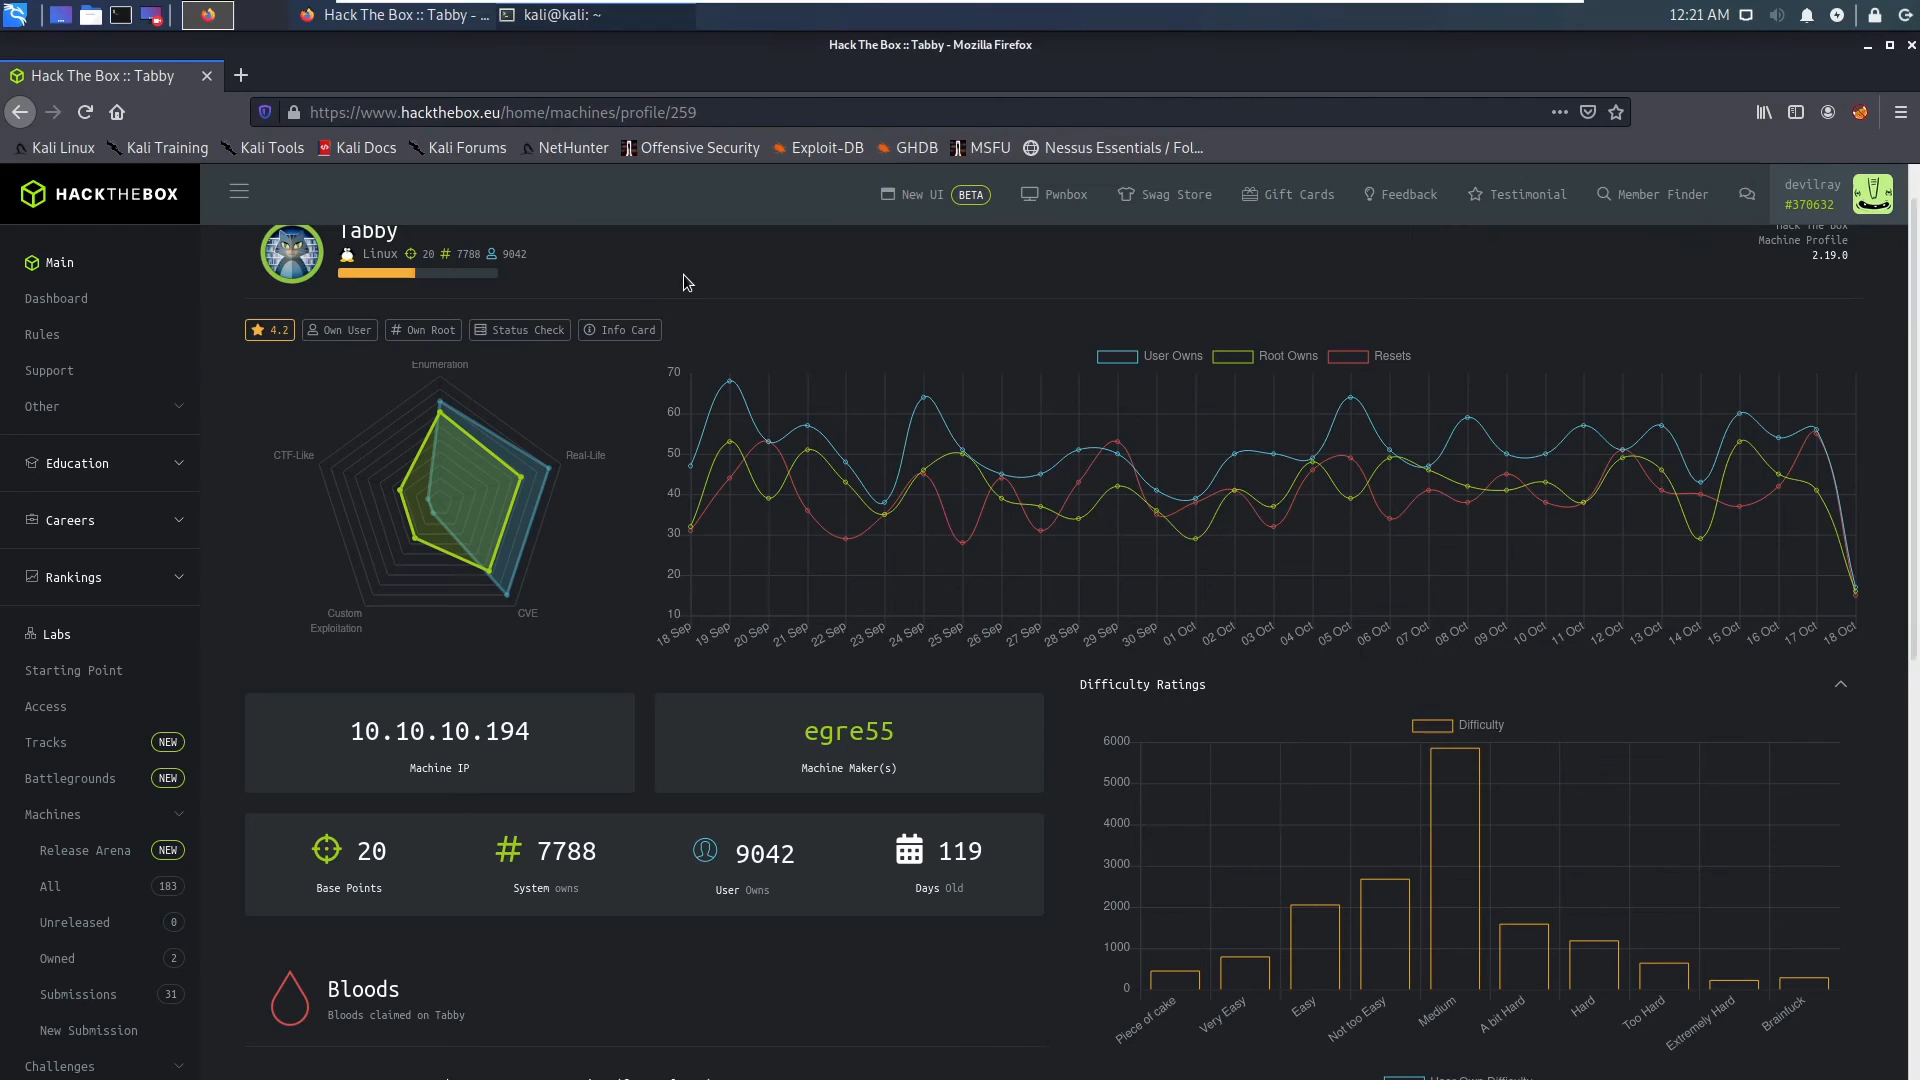 Hack The Box :: Tabby - ...
kali@kali: ~
12:21 AM
Hack The Box :: Tabby - Mozilla Firefox
Hack The Box :: Tabby
https://www.hackthebox.eu/home/machines/profile/259
Kali Linux
Kali Training
Kali Tools
Kali Docs
Kali Forums
NetHunter
Offensive Security
Exploit-DB
GHDB
MSFU
Nessus Essentials / Fol...
HACKTHEBOX
New UI BETA
Pwnbox
Swag Store
Gift Cards
Feedback
Testimonial
Member Finder
devilray
#370632
Main
Dashboard
Rules
Support
Other
Education
Careers
Rankings
Labs
Starting Point
Access
Tracks NEW
Battlegrounds NEW
Machines
Release Arena NEW
All 183
Unreleased 0
Owned 2
Submissions 31
New Submission
Challenges
Tabby
Linux 20 # 7788 9042
Hack The Box
Machine Profile
2.19.0
4.2
Own User
# Own Root
Status Check
Info Card
Enumeration
Real-Life
CVE
Custom
Exploitation
CTF-Like
User Owns
Root Owns
Resets
70
60
50
40
30
20
10
18 Sep
19 Sep
20 Sep
21 Sep
22 Sep
23 Sep
24 Sep
25 Sep
26 Sep
27 Sep
28 Sep
29 Sep
30 Sep
01 Oct
02 Oct
03 Oct
04 Oct
05 Oct
06 Oct
07 Oct
08 Oct
09 Oct
10 Oct
11 Oct
12 Oct
13 Oct
14 Oct
15 Oct
16 Oct
17 Oct
18 Oct
10.10.10.194
Machine IP
egre55
Machine Maker(s)
20
Base Points
# 7788
System owns
9042
User Owns
119
Days Old
Bloods
Bloods claimed on Tabby
Difficulty Ratings
Difficulty
6000
5000
4000
3000
2000
1000
0
Piece of cake
Very Easy
Easy
Not too Easy
Medium
A bit Hard
Hard
Too Hard
Extremely Hard
Brainfuck